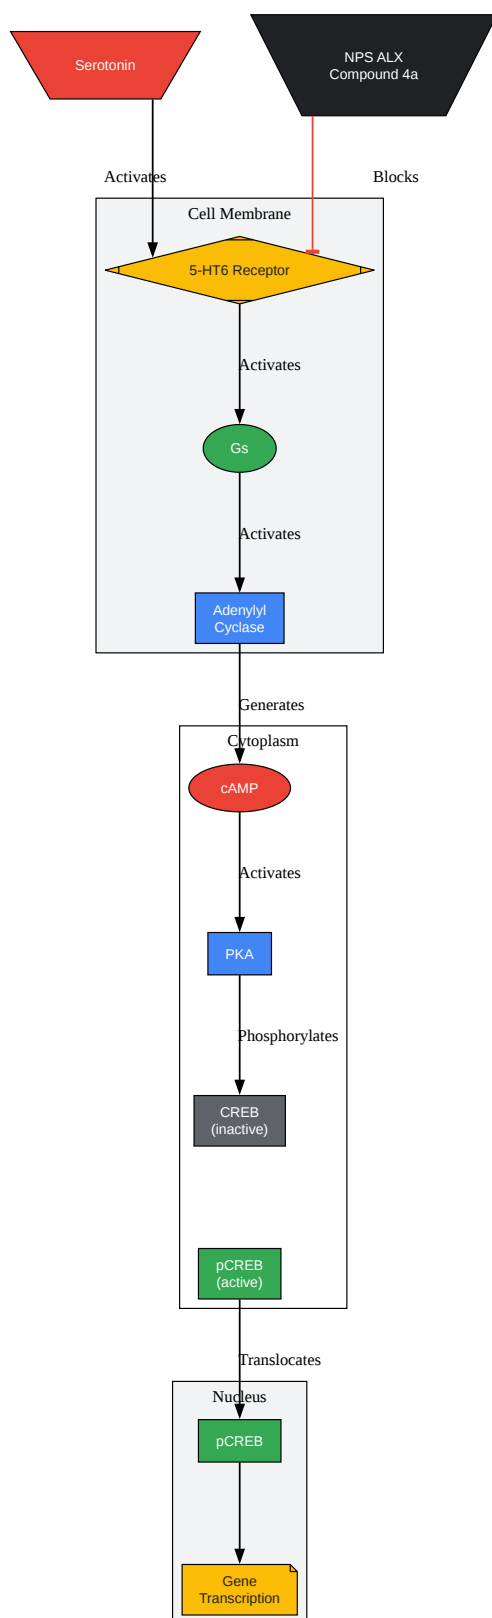 Serotonin
NPS ALX
Compound 4a
Activates
Blocks
Cell Membrane
5-HT6 Receptor
Activates
Gs
Activates
Adenylyl
Cyclase
Generates
Cytoplasm
cAMP
Activates
PKA
Phosphorylates
CREB
(inactive)
pCREB
(active)
Translocates
Nucleus
pCREB
Gene
Transcription